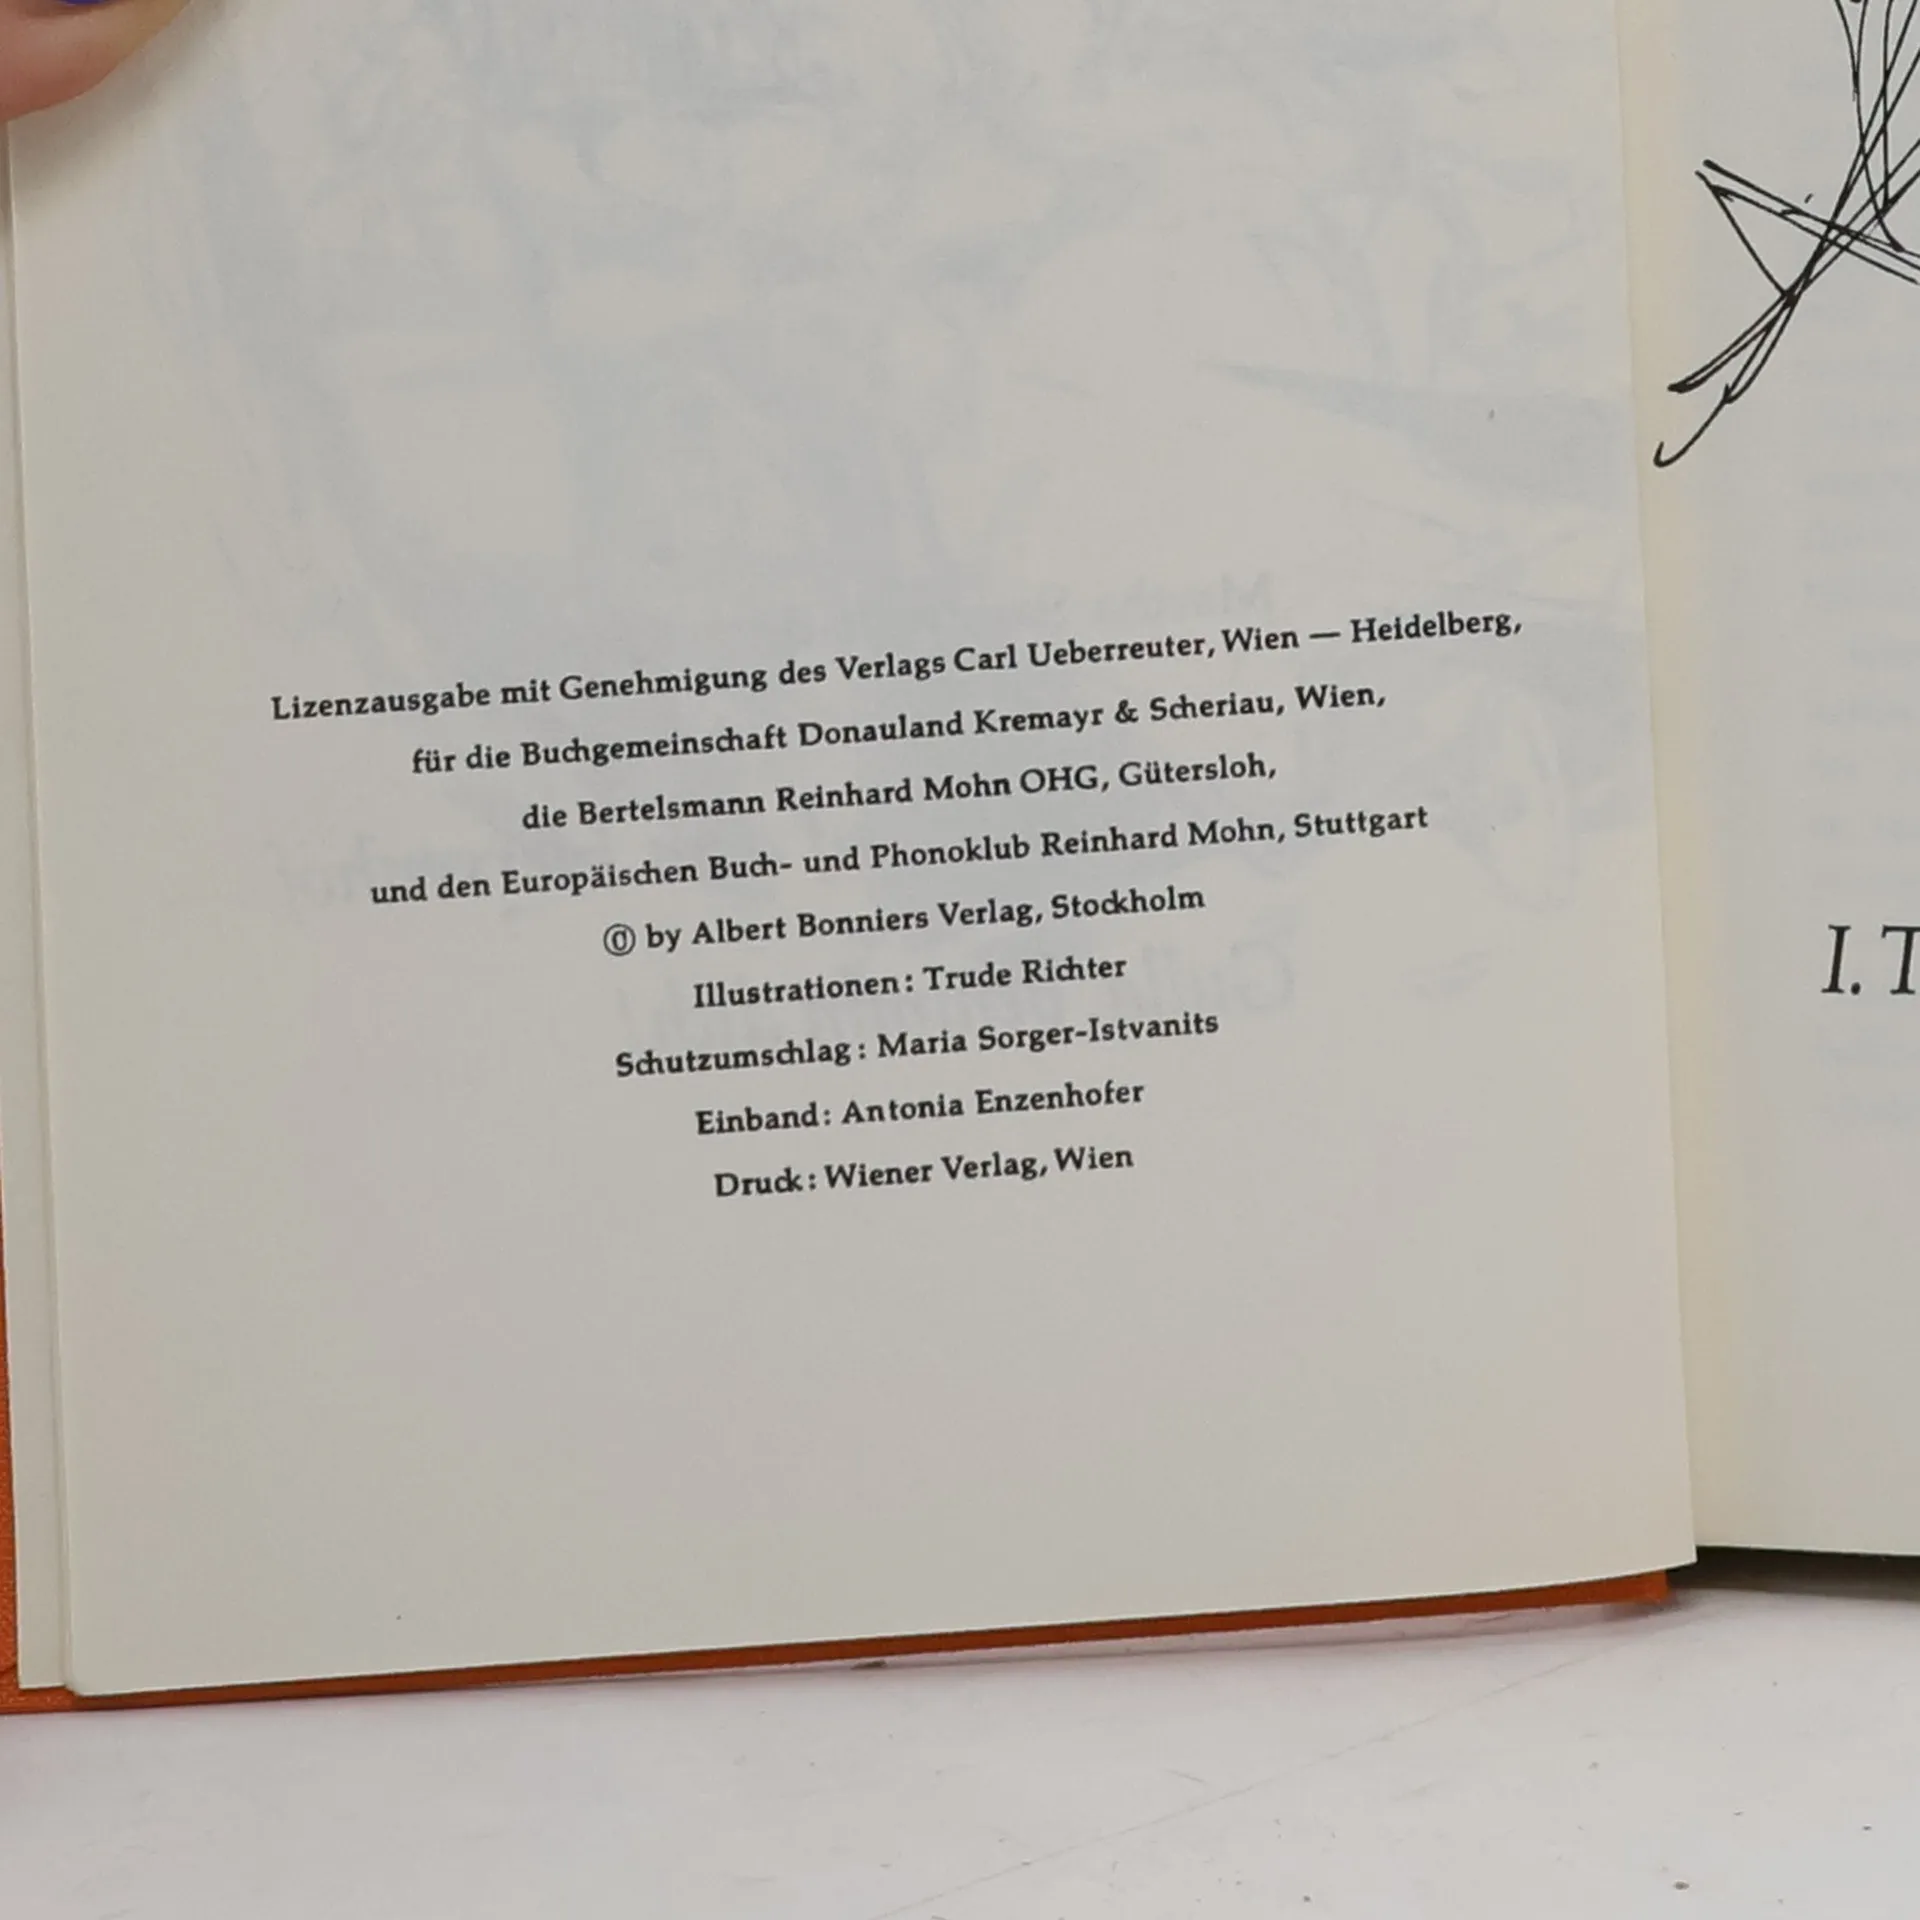 Lizenzausgabe mit Genehmigung des Verlags Carl Ueberreuter, Wien — Heidelberg,
für die Buchgemeinschaft Donauland Kremayr & Scheriau, Wien,
die Bertelsmann Reinhard Mohn OHG, Gütersloh,
und den Europäischen Buch- und Phonoklub Reinhard Mohn, Stuttgart
© by Albert Bonniers Verlag, Stockholm
Illustrationen: Trude Richter
Schutzumschlag: Maria Sorger-Istvanits
Einband: Antonia Enzenhofer
Druck: Wiener Verlag, Wien
I. T